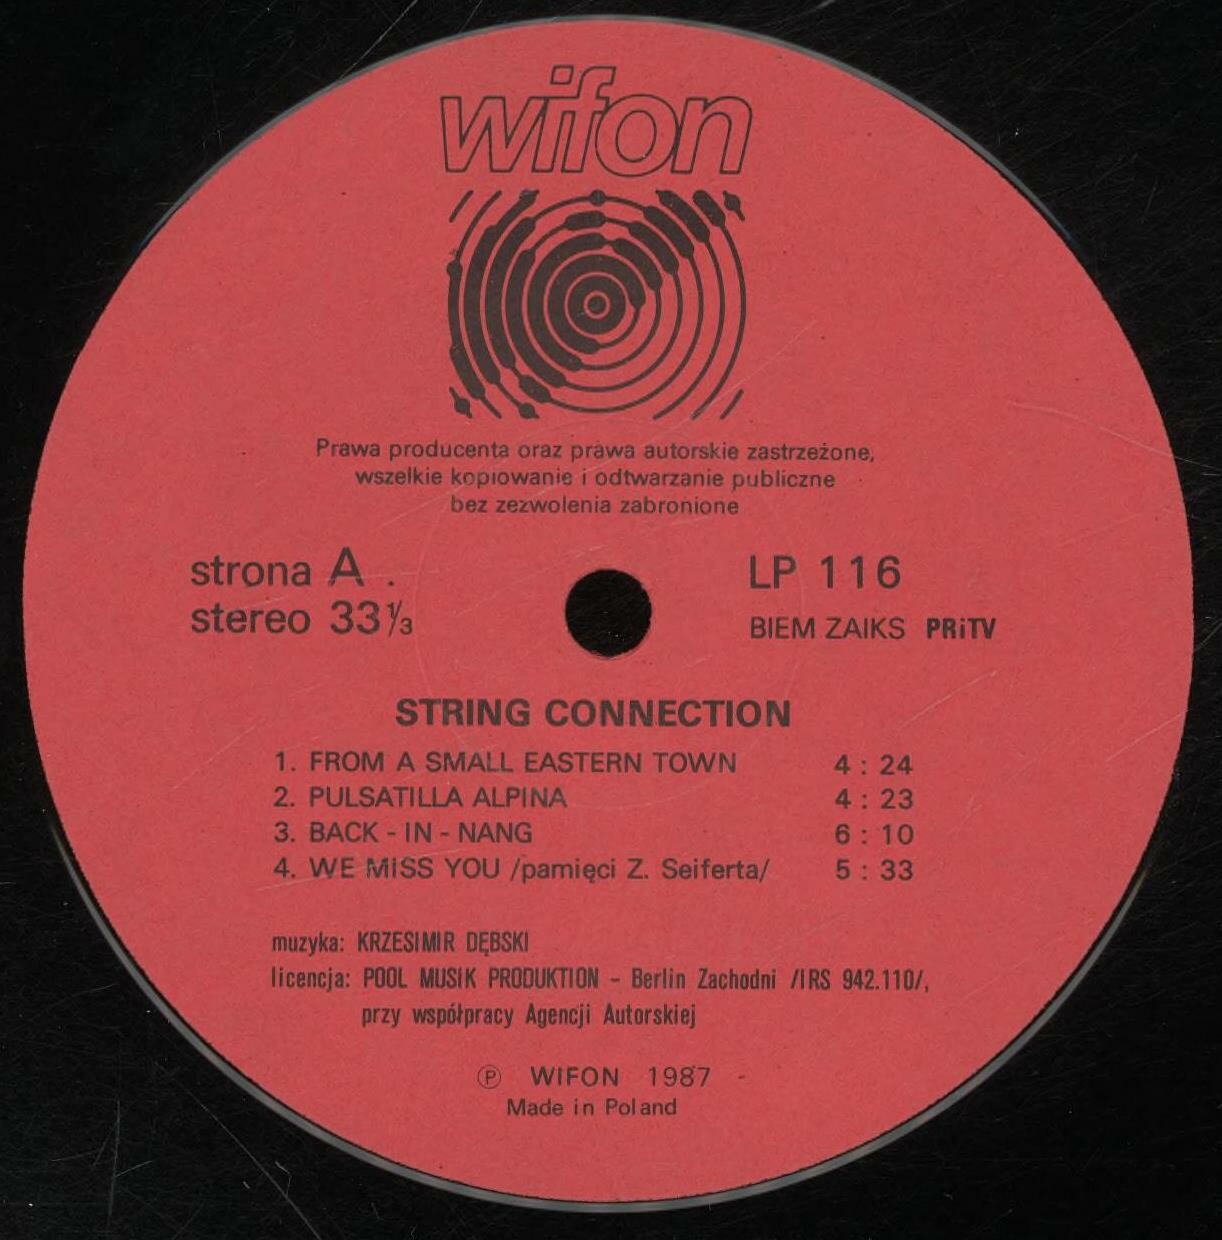 wifon
Prawa producenta oraz prawa autorskie zastrzeżone,
wszelkie kopiowanie i odtwarzanie publiczne
bez zezwolenia zabronione
strona A .
stereo 33 1/3
LP 116
BIEM ZAIKS PRiTV
STRING CONNECTION
1. FROM A SMALL EASTERN TOWN 4 : 24
2. PULSATILLA ALPINA 4 : 23
3. BACK - IN - NANG 6 : 10
4. WE MISS YOU /pamięci Z. Seiferta/ 5 : 33
muzyka: KRZESIMIR DĘBSKI
licencja: POOL MUSIK PRODUKTION – Berlin Zachodni /IRS 942.110/,
przy współpracy Agencji Autorskiej
Ⓟ WIFON 1987
Made in Poland